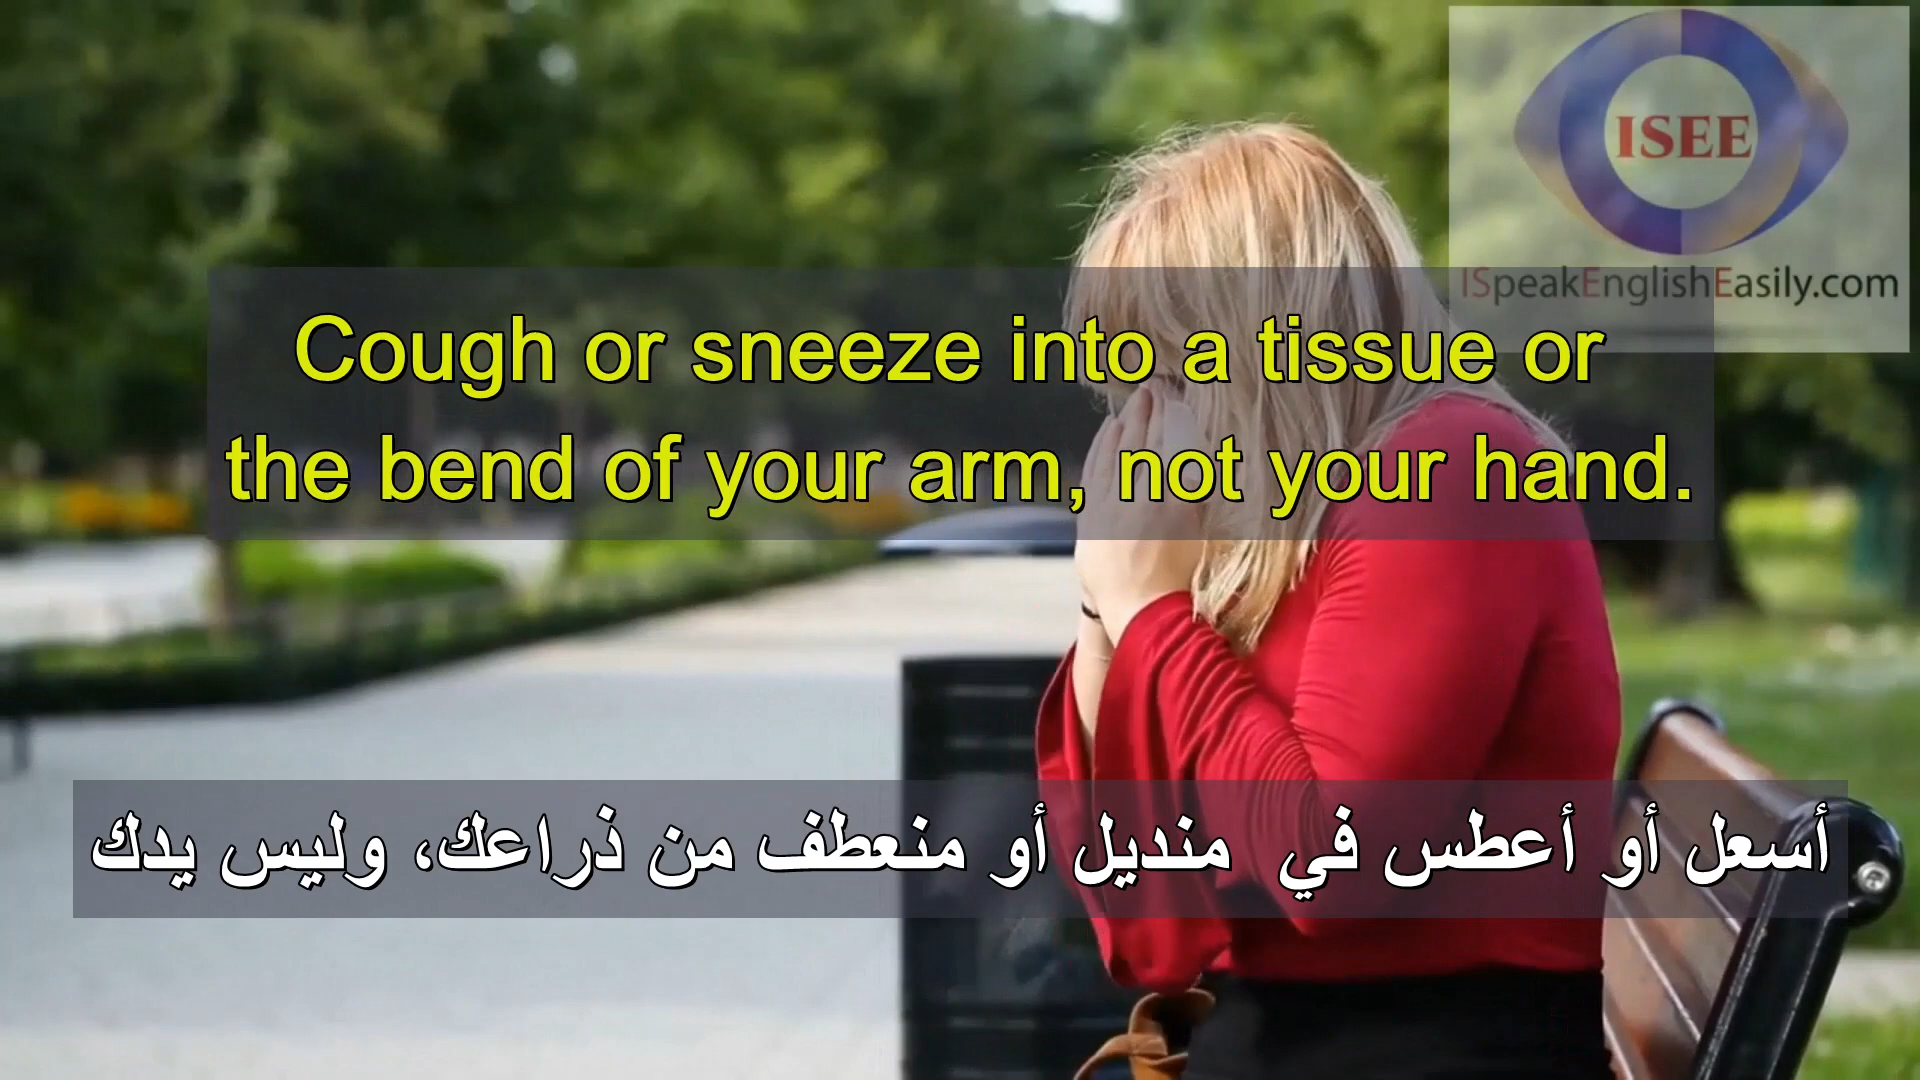 ISEE
ISpeakEnglishEasily.com
Cough or sneeze into a tissue or
the bend of your arm, not your hand.
أسعل أو أعطس في منديل أو منعطف من ذراعك، وليس يدك